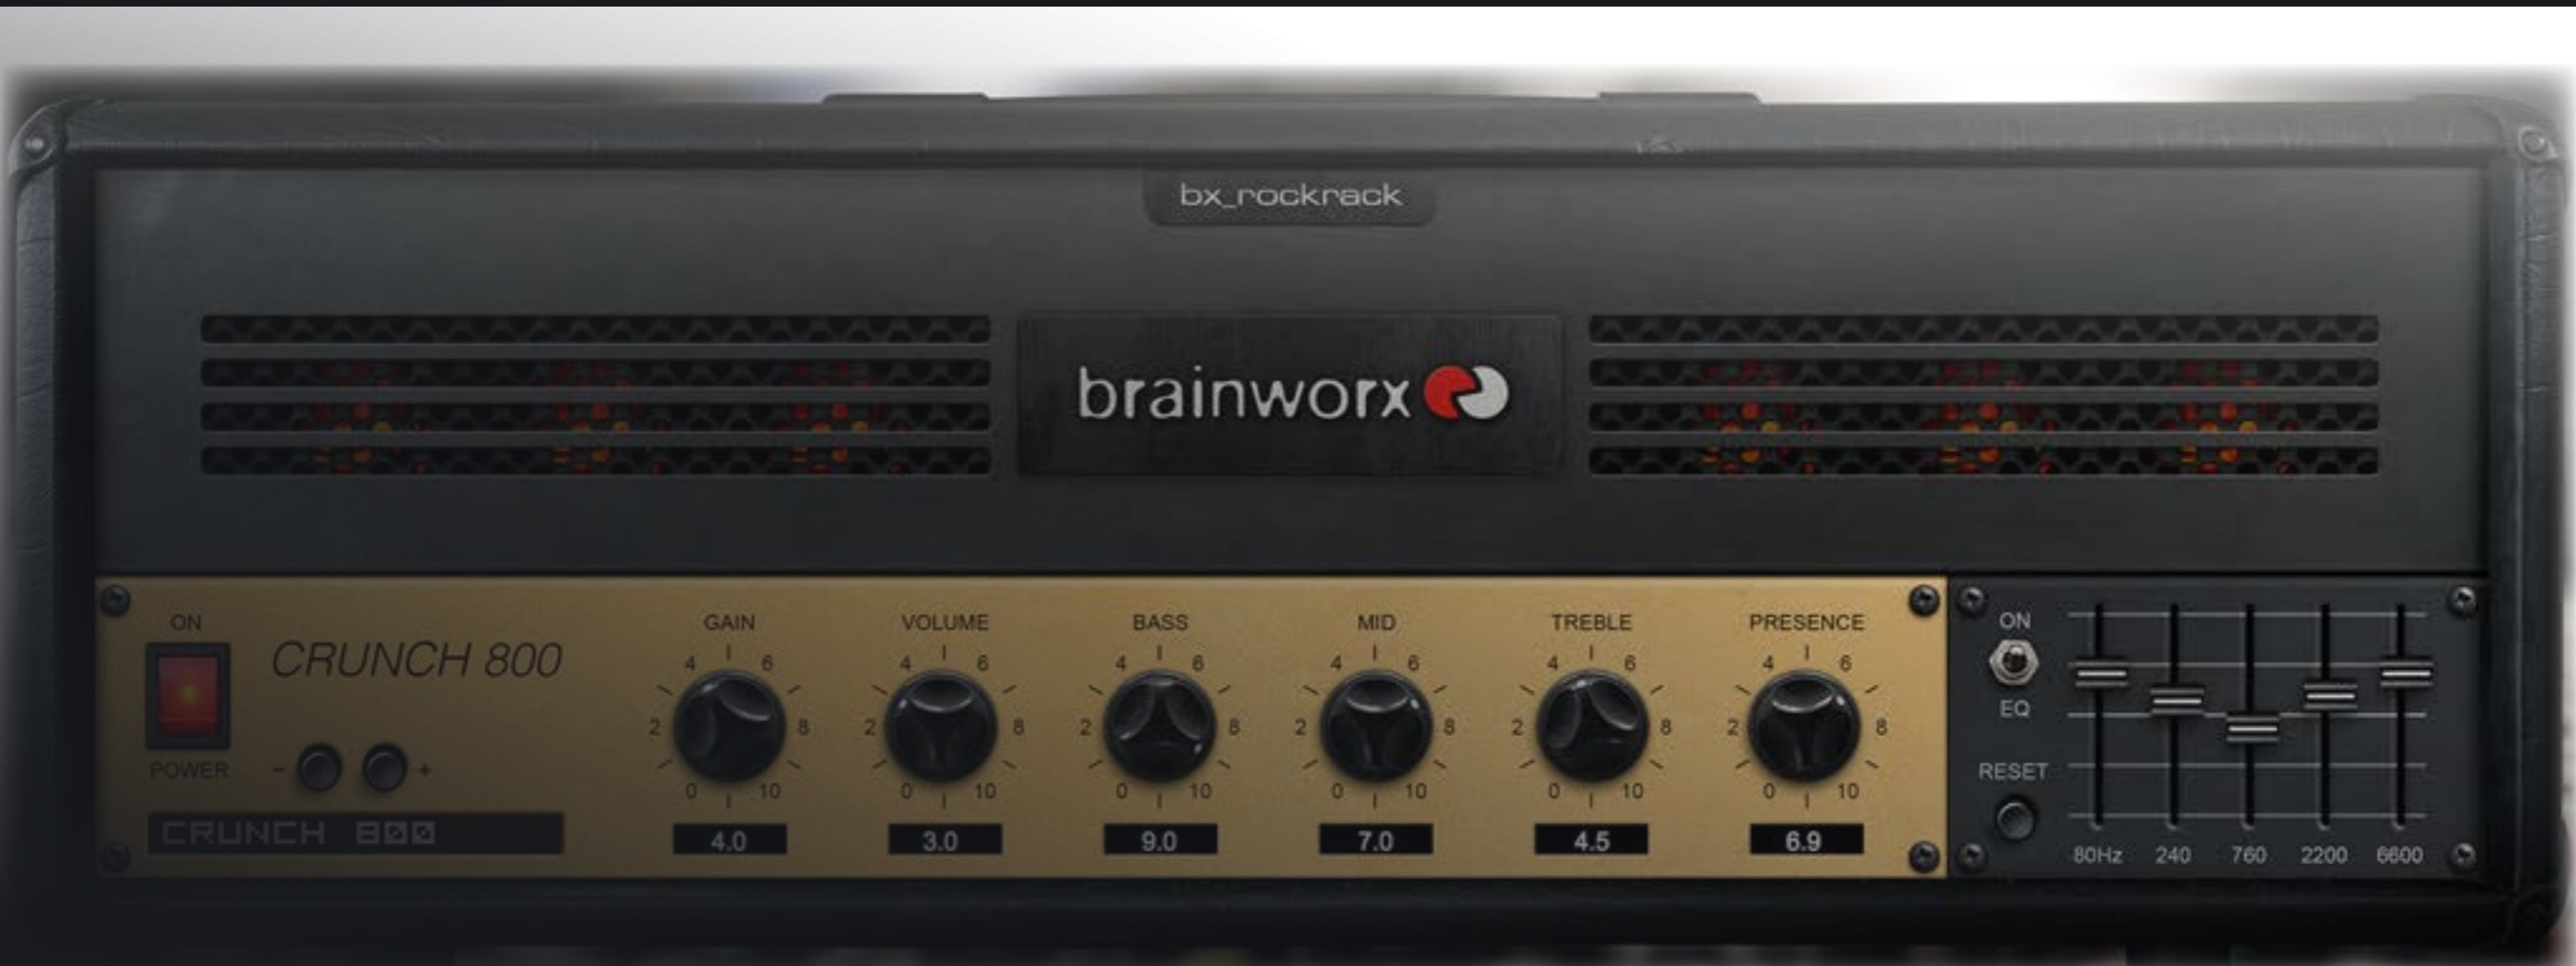 bx_rockrack
brainworx
ON
CRUNCH 800
POWER
- +
CRUNCH 800
GAIN
4 6
2 8
0 10
4.0
VOLUME
4 6
2 8
0 10
3.0
BASS
4 6
2 8
0 10
9.0
MID
4 6
2 8
0 10
7.0
TREBLE
4 6
2 8
0 10
4.5
PRESENCE
4 6
2 8
0 10
6.9
ON
EQ
RESET
80Hz 240 760 2200 6600